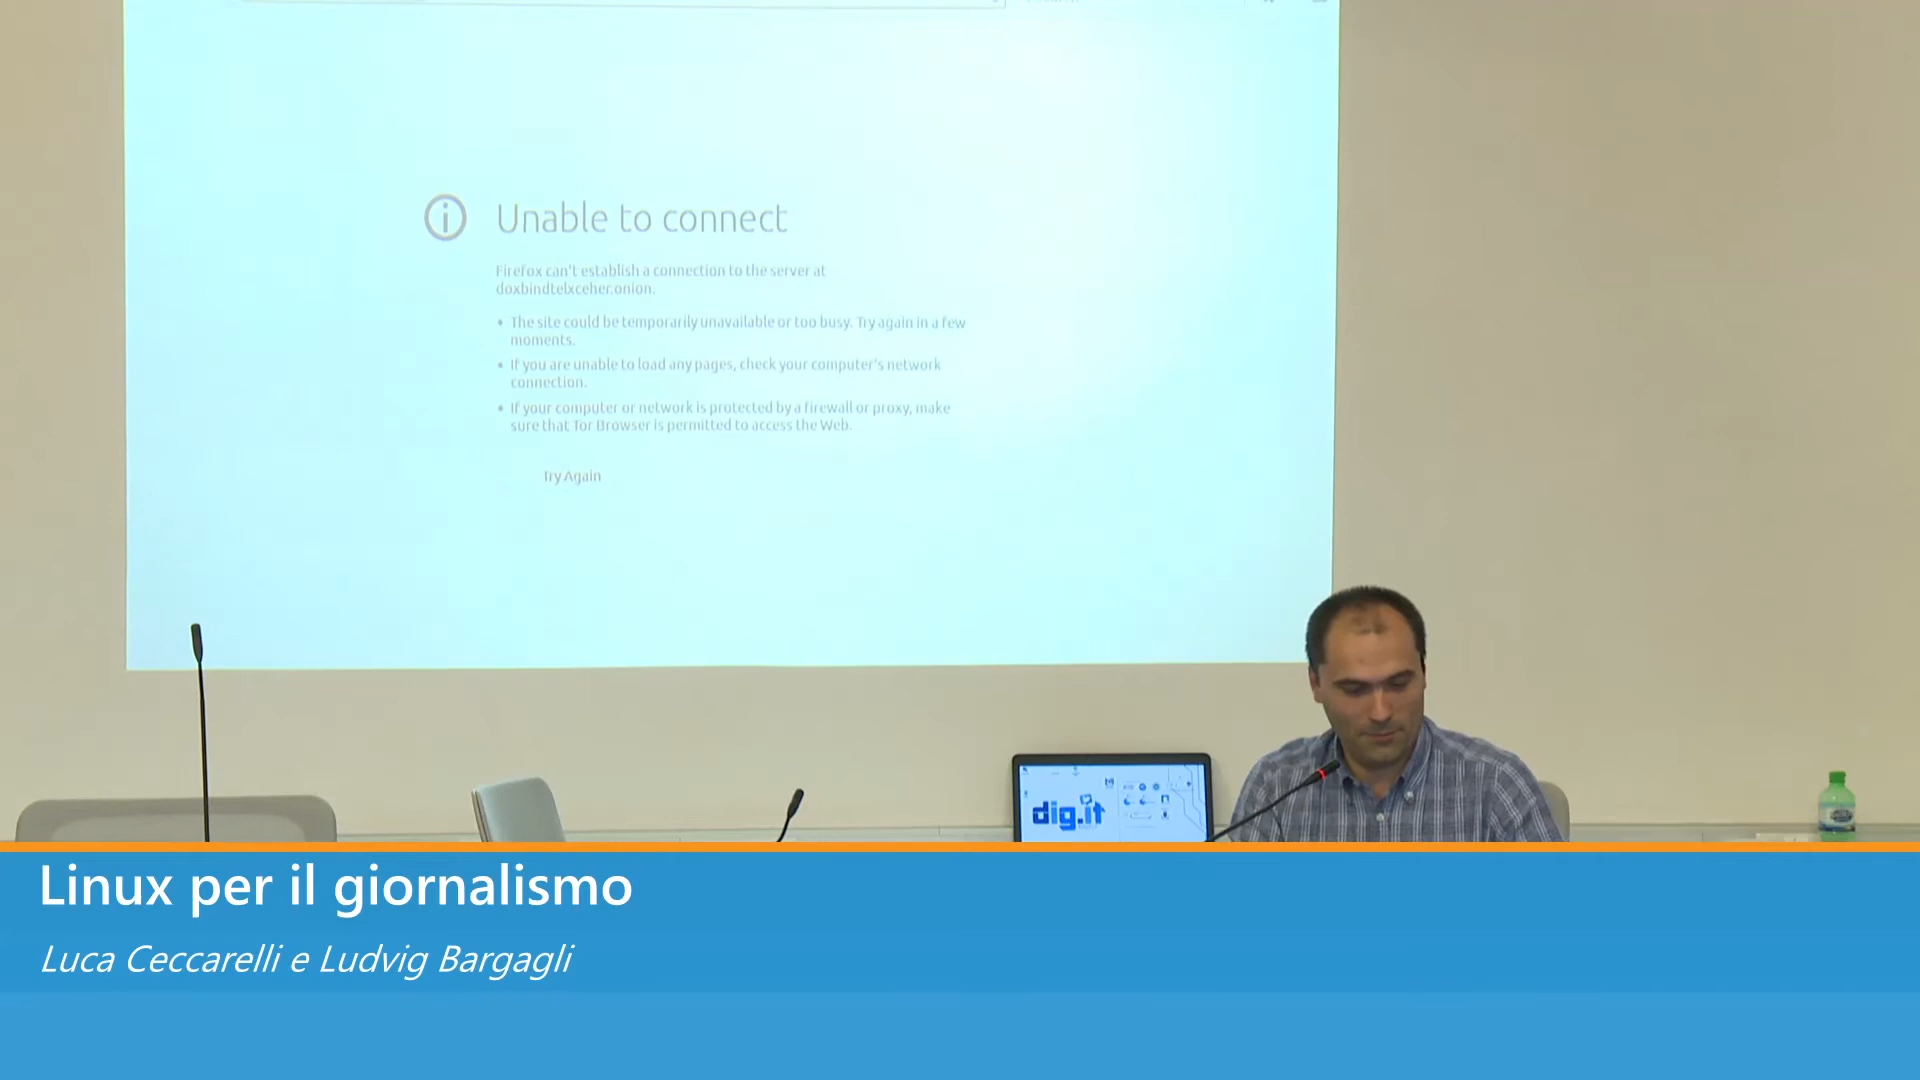 Unable to connect
Firefox can't establish a connection to the server at
doxbindtelxceher.onion.
• The site could be temporarily unavailable or too busy. Try again in a few
moments.
• If you are unable to load any pages, check your computer's network
connection.
• If your computer or network is protected by a firewall or proxy, make
sure that Tor Browser is permitted to access the Web.
Try Again
dig.it
Linux per il giornalismo
Luca Ceccarelli e Ludvig Bargagli